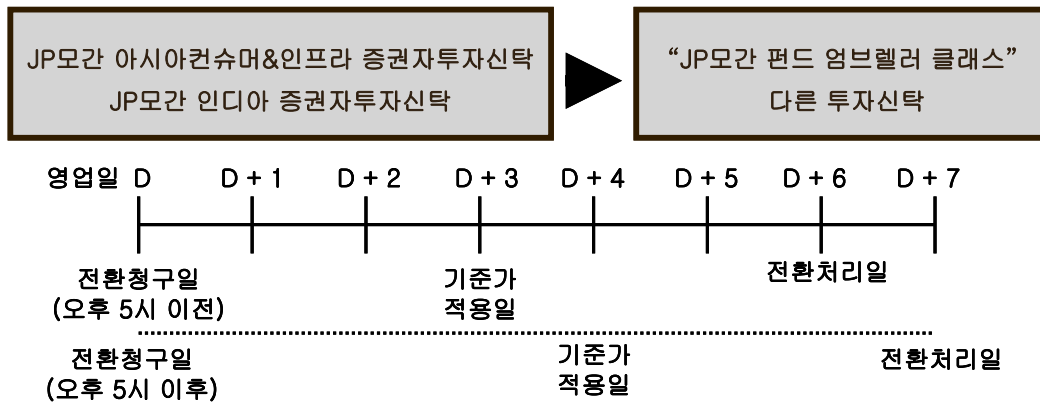 JP모간 아시아컨슈머&인프라 증권자투자신탁
JP모간 인디아 증권자투자신탁
“JP모간 펀드 엄브렐러 클래스”
다른 투자신탁
영업일 D D + 1 D + 2 D + 3 D + 4 D + 5 D + 6 D + 7
전환청구일
(오후 5시 이전)
기준가
적용일
전환처리일
전환청구일
(오후 5시 이후)
기준가
적용일
전환처리일